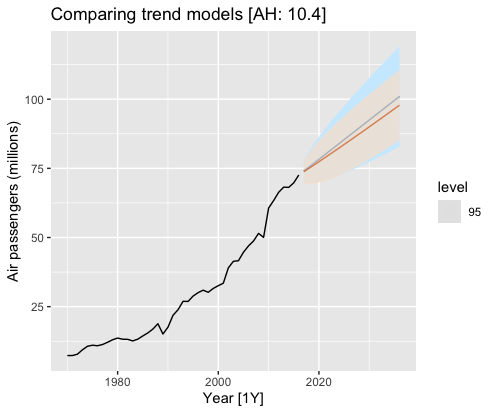 Comparing trend models [AH: 10.4]
Air passengers (millions)
100
75
50
25
1980
2000
2020
Year [1Y]
level
95